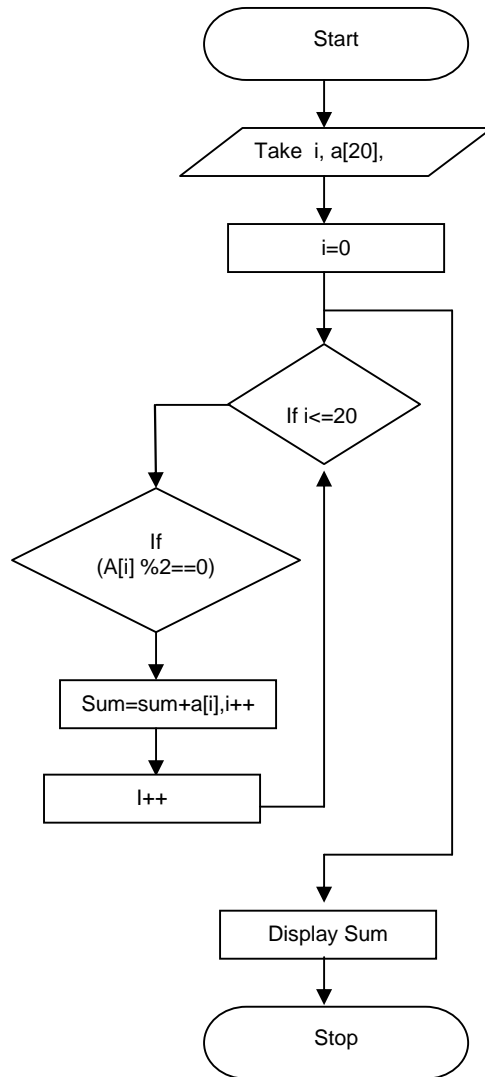 Start
Take i, a[20],
i=0
If i<=20
If
(A[i] %2==0)
Sum=sum+a[i],i++
I++
Display Sum
Stop